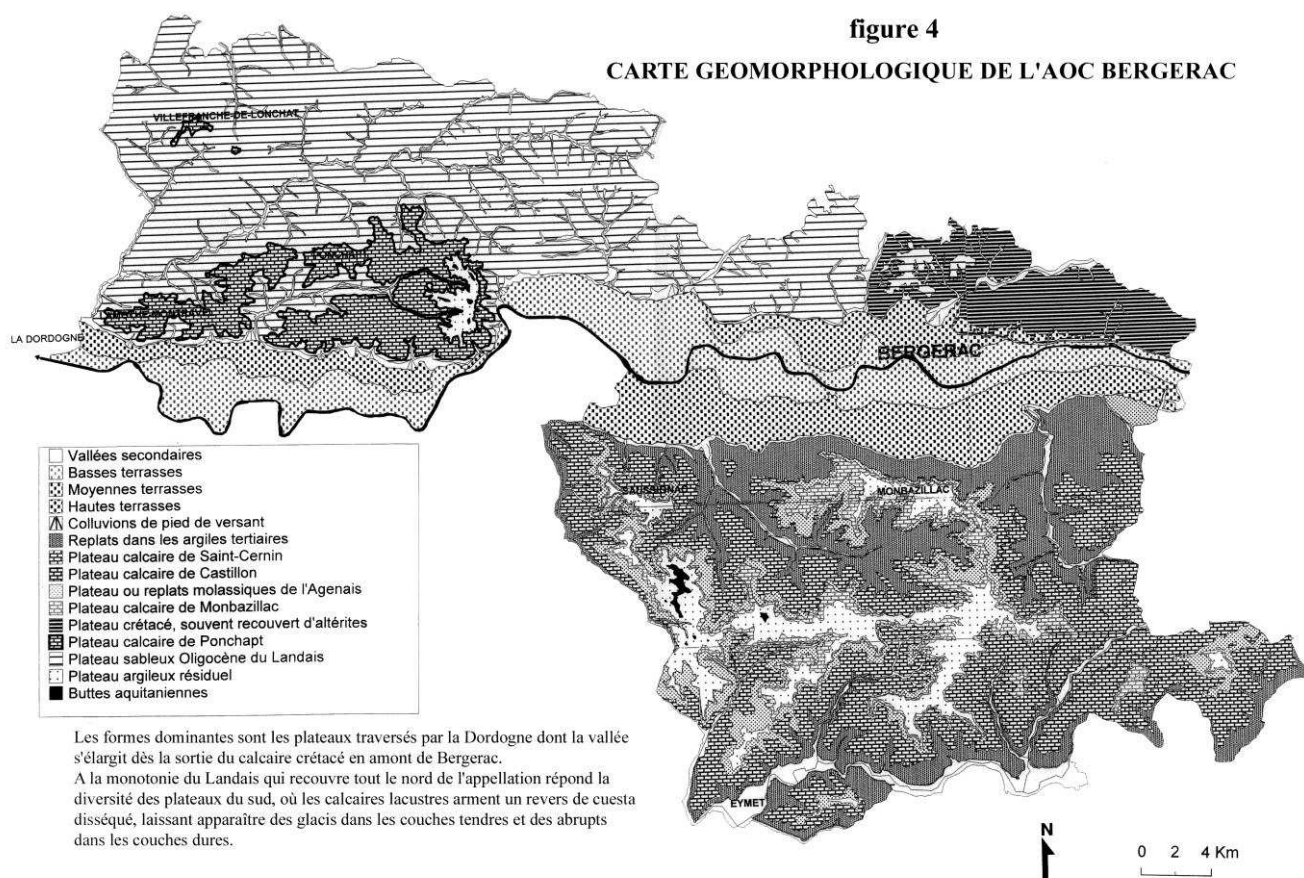 figure 4
CARTE GEOMORPHOLOGIQUE DE L'AOC BERGERAC
VILLEFRANCHE-DE-LONCHAT
LA DORDOGNE
BERGERAC
SAUSSIGNAC
MONBAZILLAC
EYMET
Vallées secondaires
Basses terrasses
Moyennes terrasses
Hautes terrasses
Colluvions de pied de versant
Replats dans les argiles tertiaires
Plateau calcaire de Saint-Cernin
Plateau calcaire de Castillon
Plateau ou replats molassiques de l'Agenais
Plateau calcaire de Monbazillac
Plateau crétacé, souvent recouvert d'altérites
Plateau calcaire de Ponchapt
Plateau sableux Oligocène du Landais
Plateau argileux résiduel
Buttes aquitaniennes
Les formes dominantes sont les plateaux traversés par la Dordogne dont la vallée
s'élargit dès la sortie du calcaire crétacé en amont de Bergerac.
A la monotonie du Landais qui recouvre tout le nord de l'appellation répond la
diversité des plateaux du sud, où les calcaires lacustres arment un revers de cuesta
disséqué, laissant apparaître des glacis dans les couches tendres et des abrupts
dans les couches dures.
N
0 2 4 Km